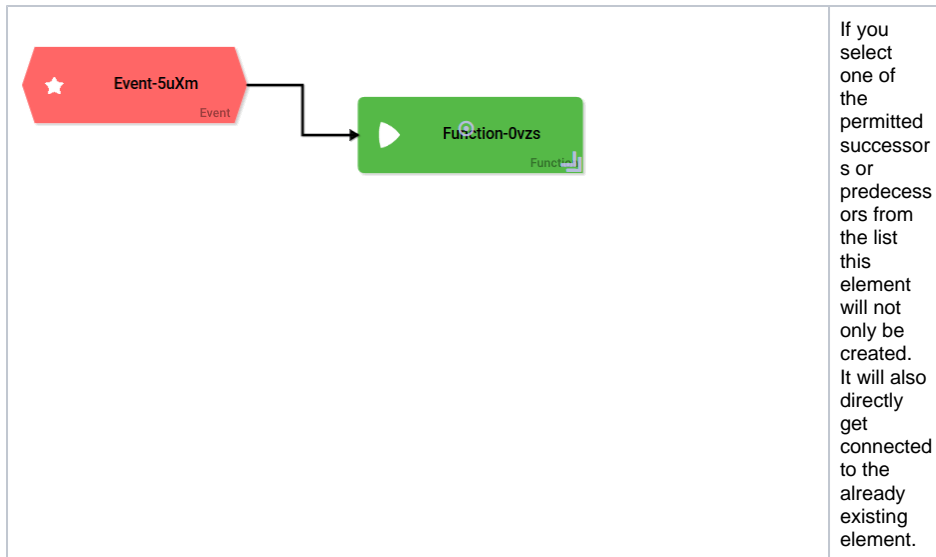 Event-5uXm
Event
Function-0vzs
Function
If you
select
one of
the
permitted
successor
s or
predecess
ors from
the list
this
element
will not
only be
created.
It will also
directly
get
connected
to the
already
existing
element.